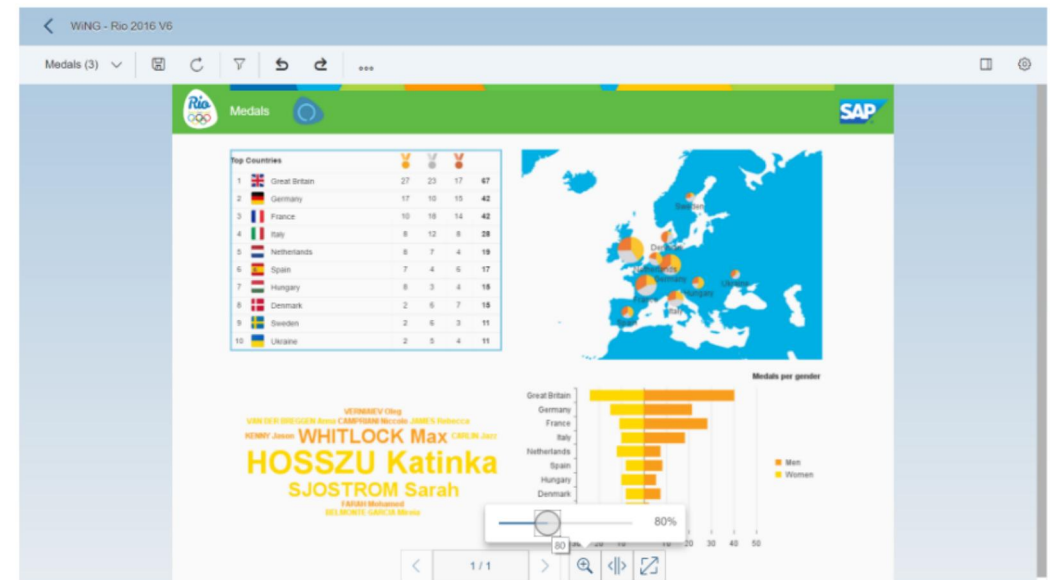 WiNG - Rio 2016 V6
Medals (3)
Rio
Medals
SAP
Top Countries
1 Great Britain 27 23 17 67
2 Germany 17 10 15 42
3 France 10 18 14 42
4 Italy 8 12 8 28
5 Netherlands 8 7 4 19
6 Spain 7 4 6 17
7 Hungary 8 3 4 15
8 Denmark 2 6 7 15
9 Sweden 2 6 3 11
10 Ukraine 2 5 4 11
Sweden
Netherlands
Germany
Ukraine
Hungary
France
Italy
Spain
Medals per gender
Great Britain
Germany
France
Italy
Netherlands
Spain
Hungary
Denmark
Men
Women
VERNIAIEV Oleg
VAN DER BREGGEN Anna CAMPRIANI Niccolo JAMES Rebecca
KENNY Jason WHITLOCK Max CARLIN Jazz
HOSSZU Katinka
SJOSTROM Sarah
FARAH Mohamed
BELMONTE GARCIA Mireia
80%
80
10 20 30 40 50
1 / 1